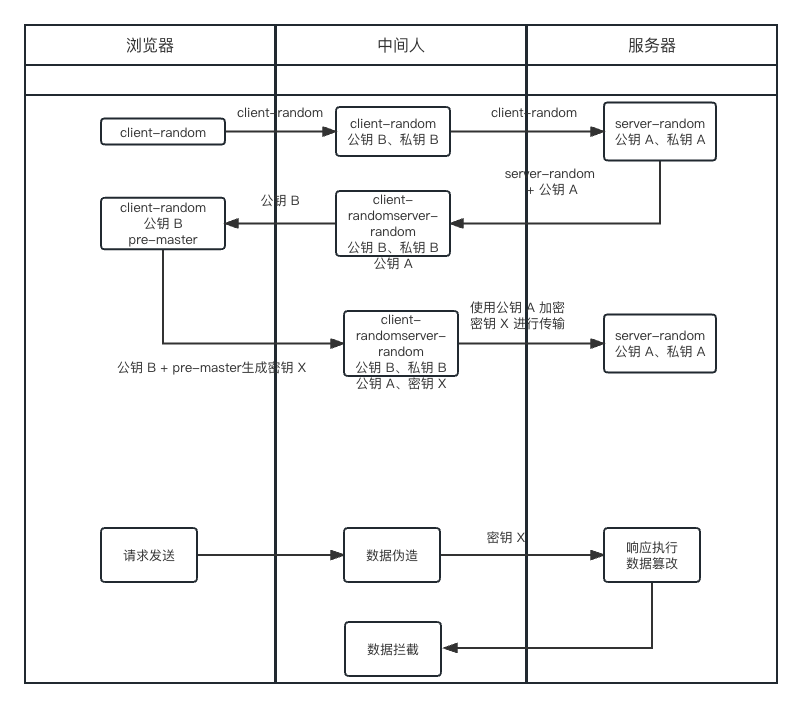 浏览器
中间人
服务器
client-random
client-random
client-random
client-random
公钥 B、私钥 B
server-random
公钥 A、私钥 A
server-random
+ 公钥 A
公钥 B
client-random
公钥 B
pre-master
client-
randomserver-
random
公钥 B、私钥 B
公钥 A
使用公钥 A 加密
密钥 X 进行传输
client-
randomserver-
random
公钥 B、私钥 B
公钥 A、密钥 X
server-random
公钥 A、私钥 A
公钥 B + pre-master生成密钥 X
密钥 X
请求发送
数据伪造
响应执行
数据篡改
数据拦截